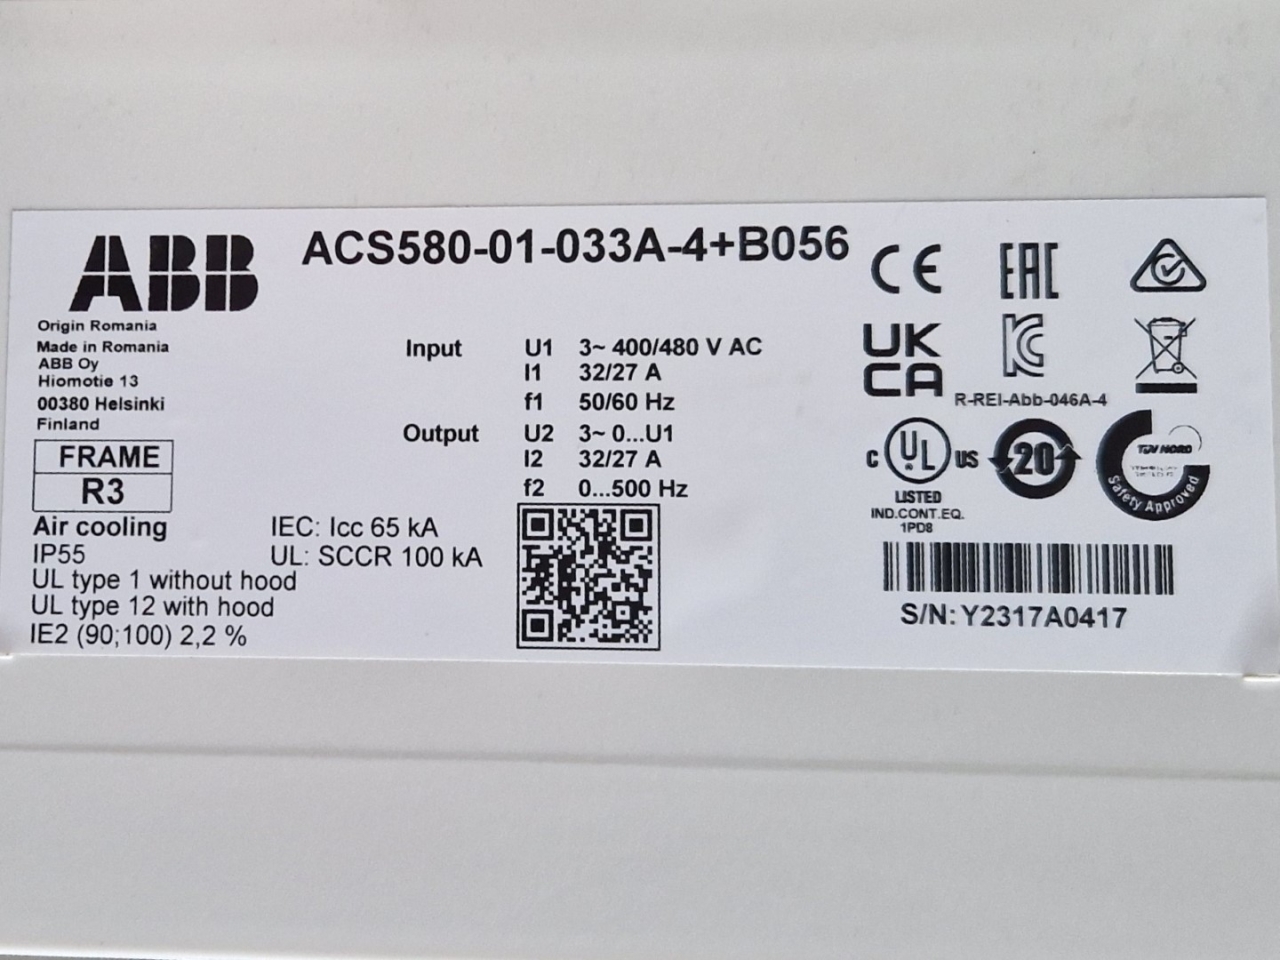 ABB
ACS580-01-033A-4+B056
Origin Romania
Made in Romania
ABB Oy
Hiomotie 13
00380 Helsinki
Finland
FRAME
R3
Air cooling
IP55
UL type 1 without hood
UL type 12 with hood
IE2 (90;100) 2,2 %
IEC: Icc 65 kA
UL: SCCR 100 kA
Input U1 3~ 400/480 V AC
I1 32/27 A
f1 50/60 Hz
Output U2 3~ 0...U1
I2 32/27 A
f2 0...500 Hz
CE EAC
UK
CA
KC
R-REI-Abb-046A-4
C UL US
LISTED
IND.CONT.EQ.
1PD8
20
TÜV NORD
Safety Approved
S/N: Y2317A0417